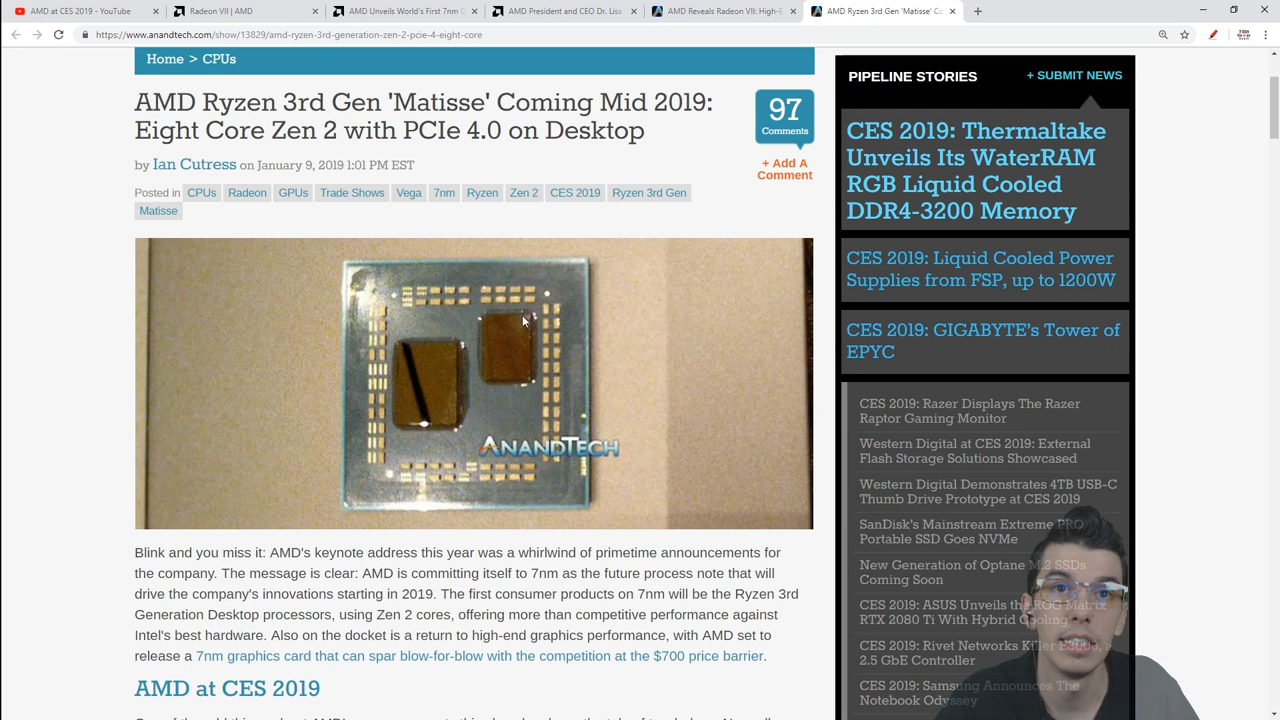 AMD at CES 2019 - YouTube
Radeon VII | AMD
AMD Unveils World's First 7nm
AMD President and CEO Dr. Lisa
AMD Reveals Radeon VII: High-E
AMD Ryzen 3rd Gen 'Matisse' Co
https://www.anandtech.com/show/13829/amd-ryzen-3rd-generation-zen-2-pcie-4-eight-core
Home > CPUs
AMD Ryzen 3rd Gen 'Matisse' Coming Mid 2019:
Eight Core Zen 2 with PCIe 4.0 on Desktop
by Ian Cutress on January 9, 2019 1:01 PM EST
97
Comments
+ Add A
Comment
Posted in CPUs Radeon GPUs Trade Shows Vega 7nm Ryzen Zen 2 CES 2019 Ryzen 3rd Gen
Matisse
ANANDTECH
Blink and you miss it: AMD's keynote address this year was a whirlwind of primetime announcements for
the company. The message is clear: AMD is committing itself to 7nm as the future process note that will
drive the company's innovations starting in 2019. The first consumer products on 7nm will be the Ryzen 3rd
Generation Desktop processors, using Zen 2 cores, offering more than competitive performance against
Intel's best hardware. Also on the docket is a return to high-end graphics performance, with AMD set to
release a 7nm graphics card that can spar blow-for-blow with the competition at the $700 price barrier.
AMD at CES 2019
PIPELINE STORIES
+ SUBMIT NEWS
CES 2019: Thermaltake
Unveils Its WaterRAM
RGB Liquid Cooled
DDR4-3200 Memory
CES 2019: Liquid Cooled Power
Supplies from FSP, up to 1200W
CES 2019: GIGABYTE's Tower of
EPYC
CES 2019: Razer Displays The Razer
Raptor Gaming Monitor
Western Digital at CES 2019: External
Flash Storage Solutions Showcased
Western Digital Demonstrates 4TB USB-C
Thumb Drive Prototype at CES 2019
SanDisk's Mainstream Extreme PRO
Portable SSD Goes NVMe
New Generation of Optane M.2 SSDs
Coming Soon
CES 2019: ASUS Unveils the ROG Matrix
RTX 2080 Ti With Hybrid Cooling
CES 2019: Rivet Networks Killer E3000, a
2.5 GbE Controller
CES 2019: Samsung Announces The
Notebook Odyssey